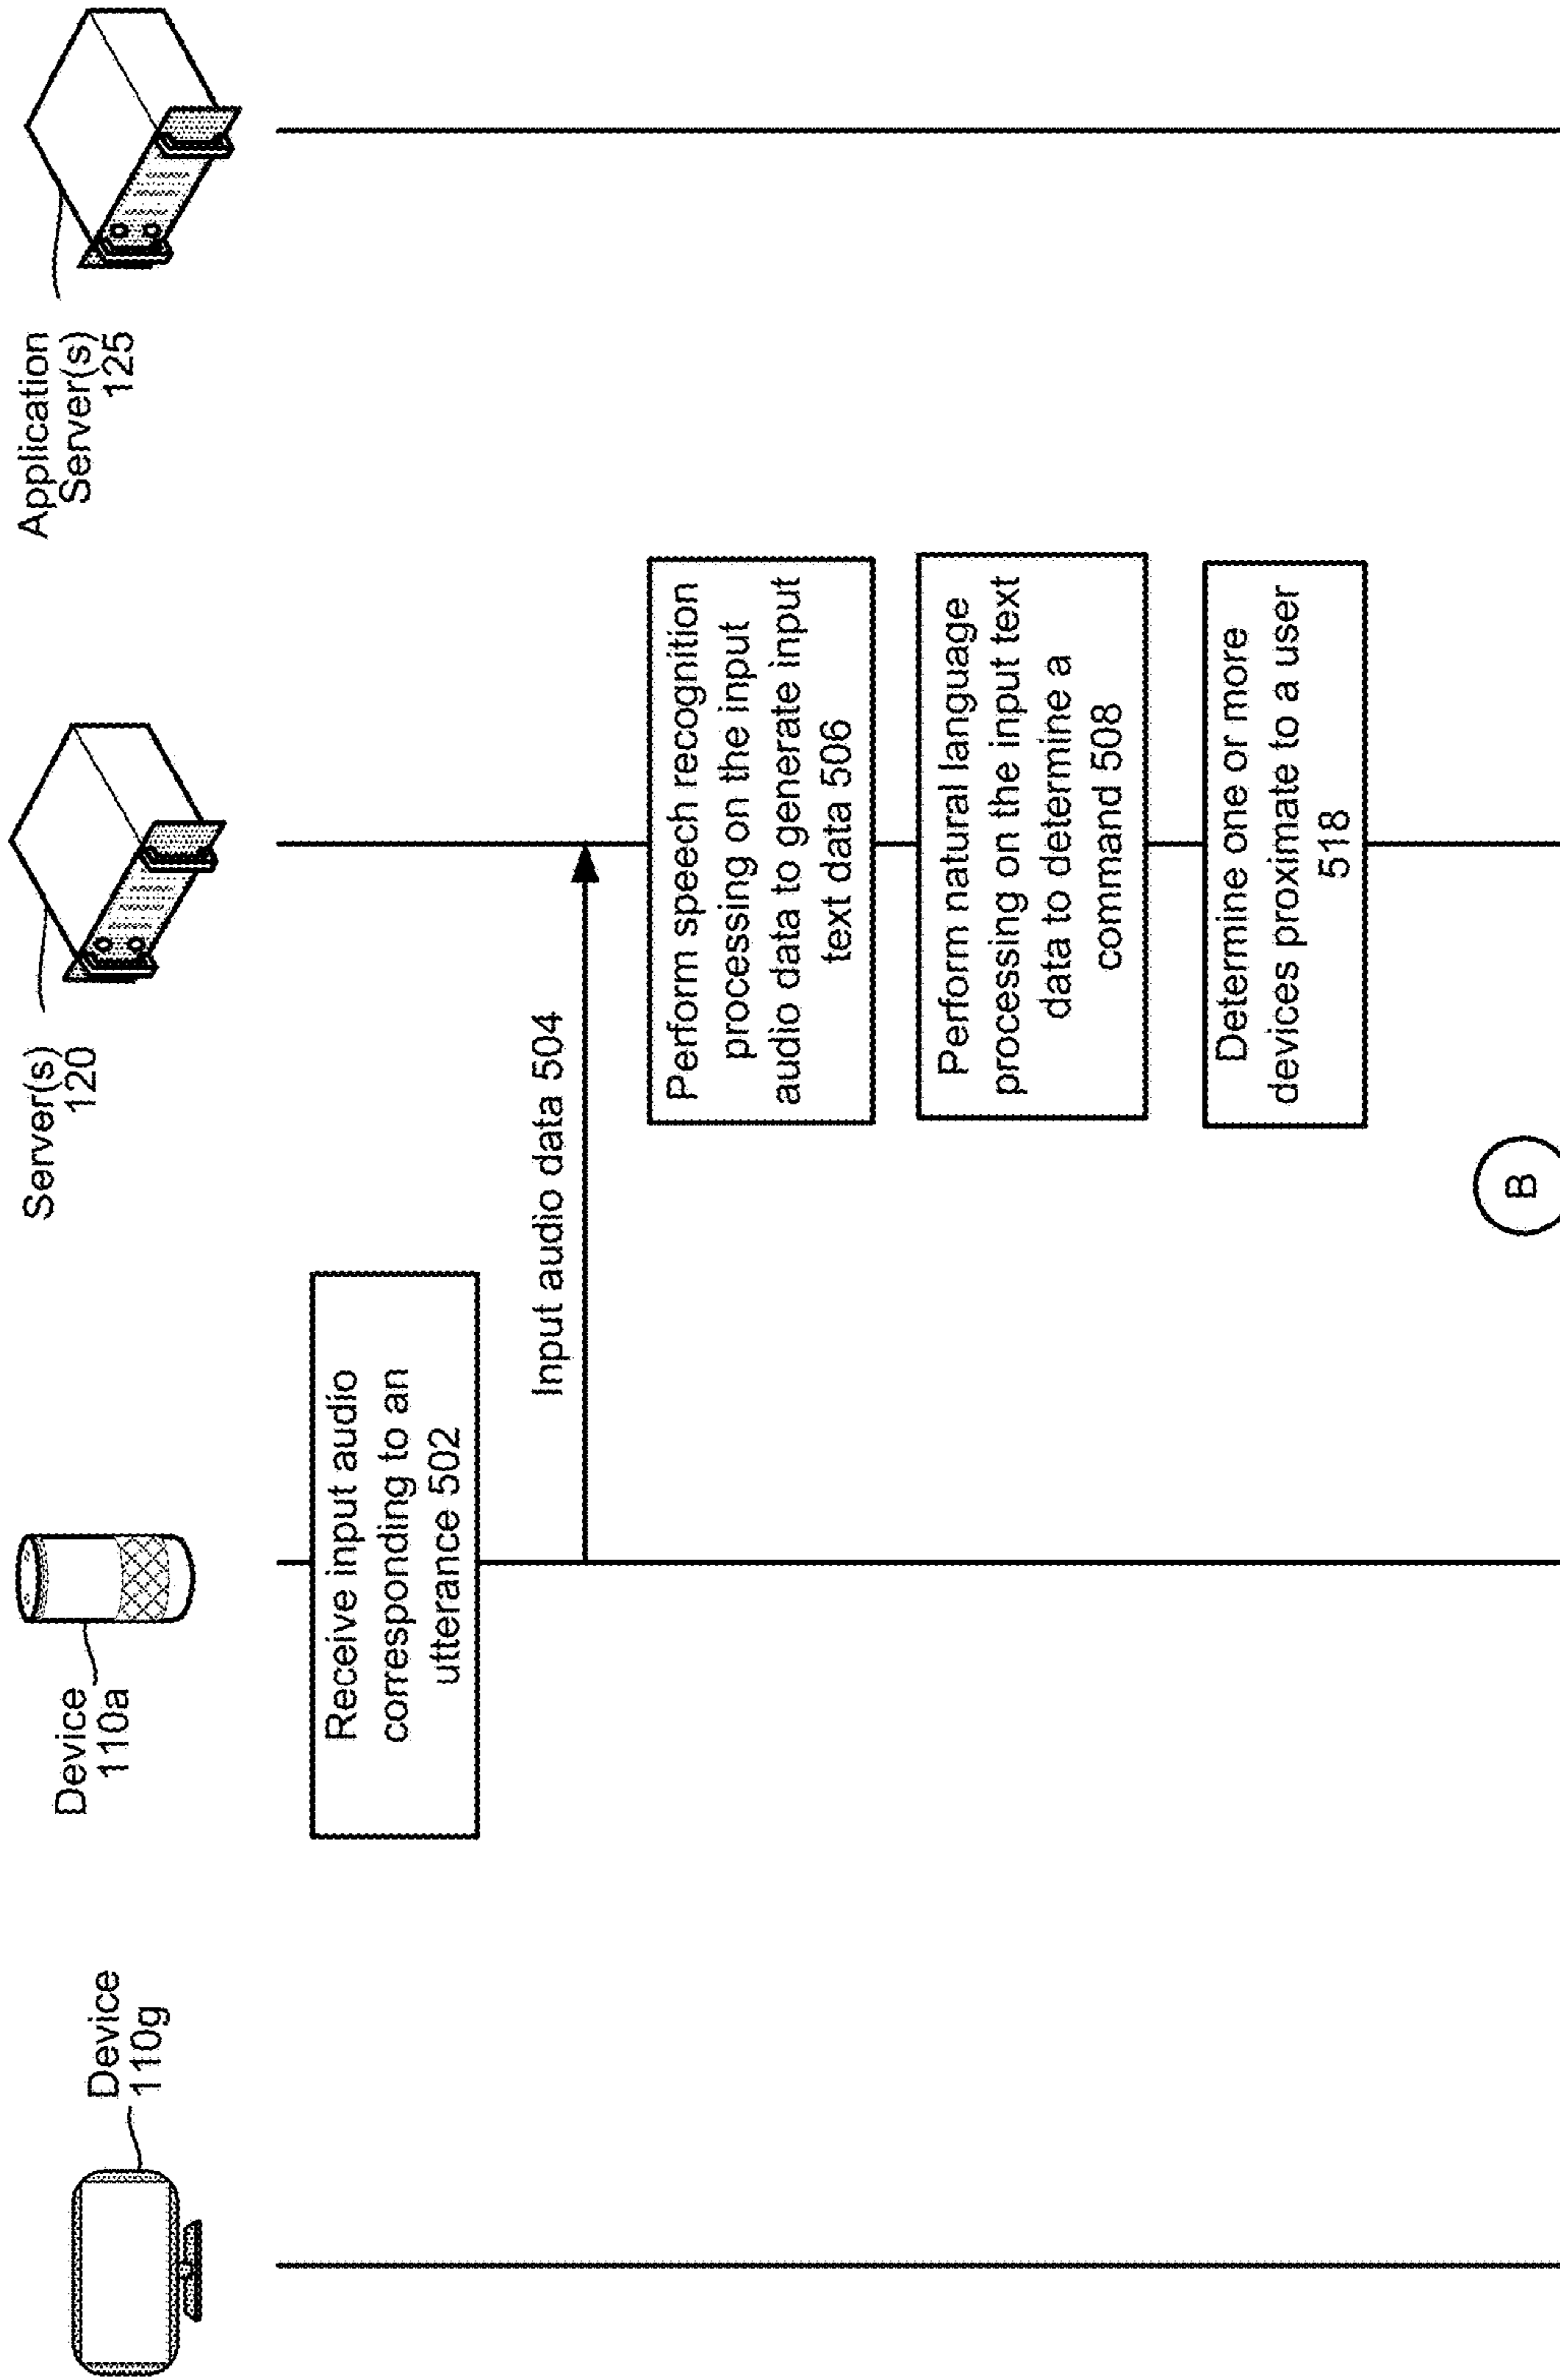 Device
110g
Device
110a
Server(s)
120
Application
Server(s)
125
Receive input audio
corresponding to an
utterance 502
Input audio data 504
Perform speech recognition
processing on the input
audio data to generate input
text data 506
Perform natural language
processing on the input text
data to determine a
command 508
Determine one or more
devices proximate to a user
518
B